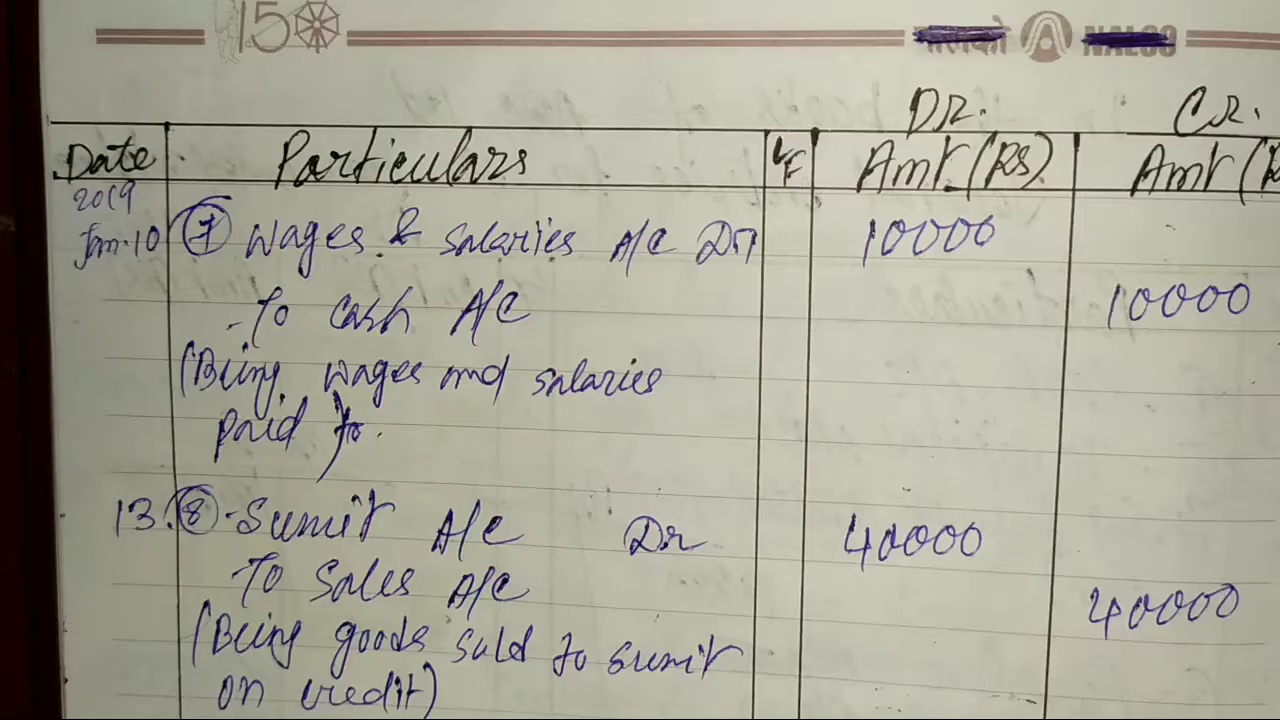 150
नालको NALCO
Dr. Cr.
Date Particulars LF Amt (Rs) Amt (R
2019
Jan.10 7 Wages & Salaries A/C Dr 10000
To Cash A/C 10000
(Being wages and salaries
paid
13. 8 Sumit A/C Dr 40000
To Sales A/C 40000
(Being goods sold to Sumit
on credit)